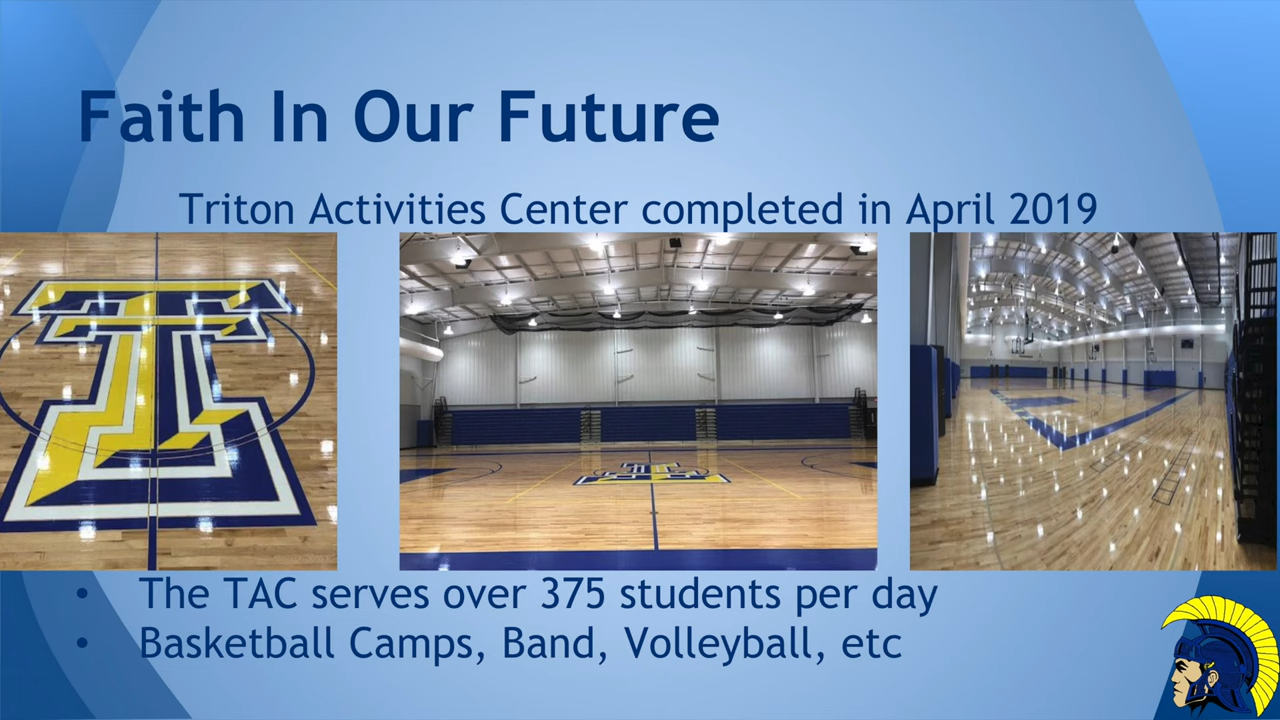 Faith In Our Future
Triton Activities Center completed in April 2019
• The TAC serves over 375 students per day
• Basketball Camps, Band, Volleyball, etc